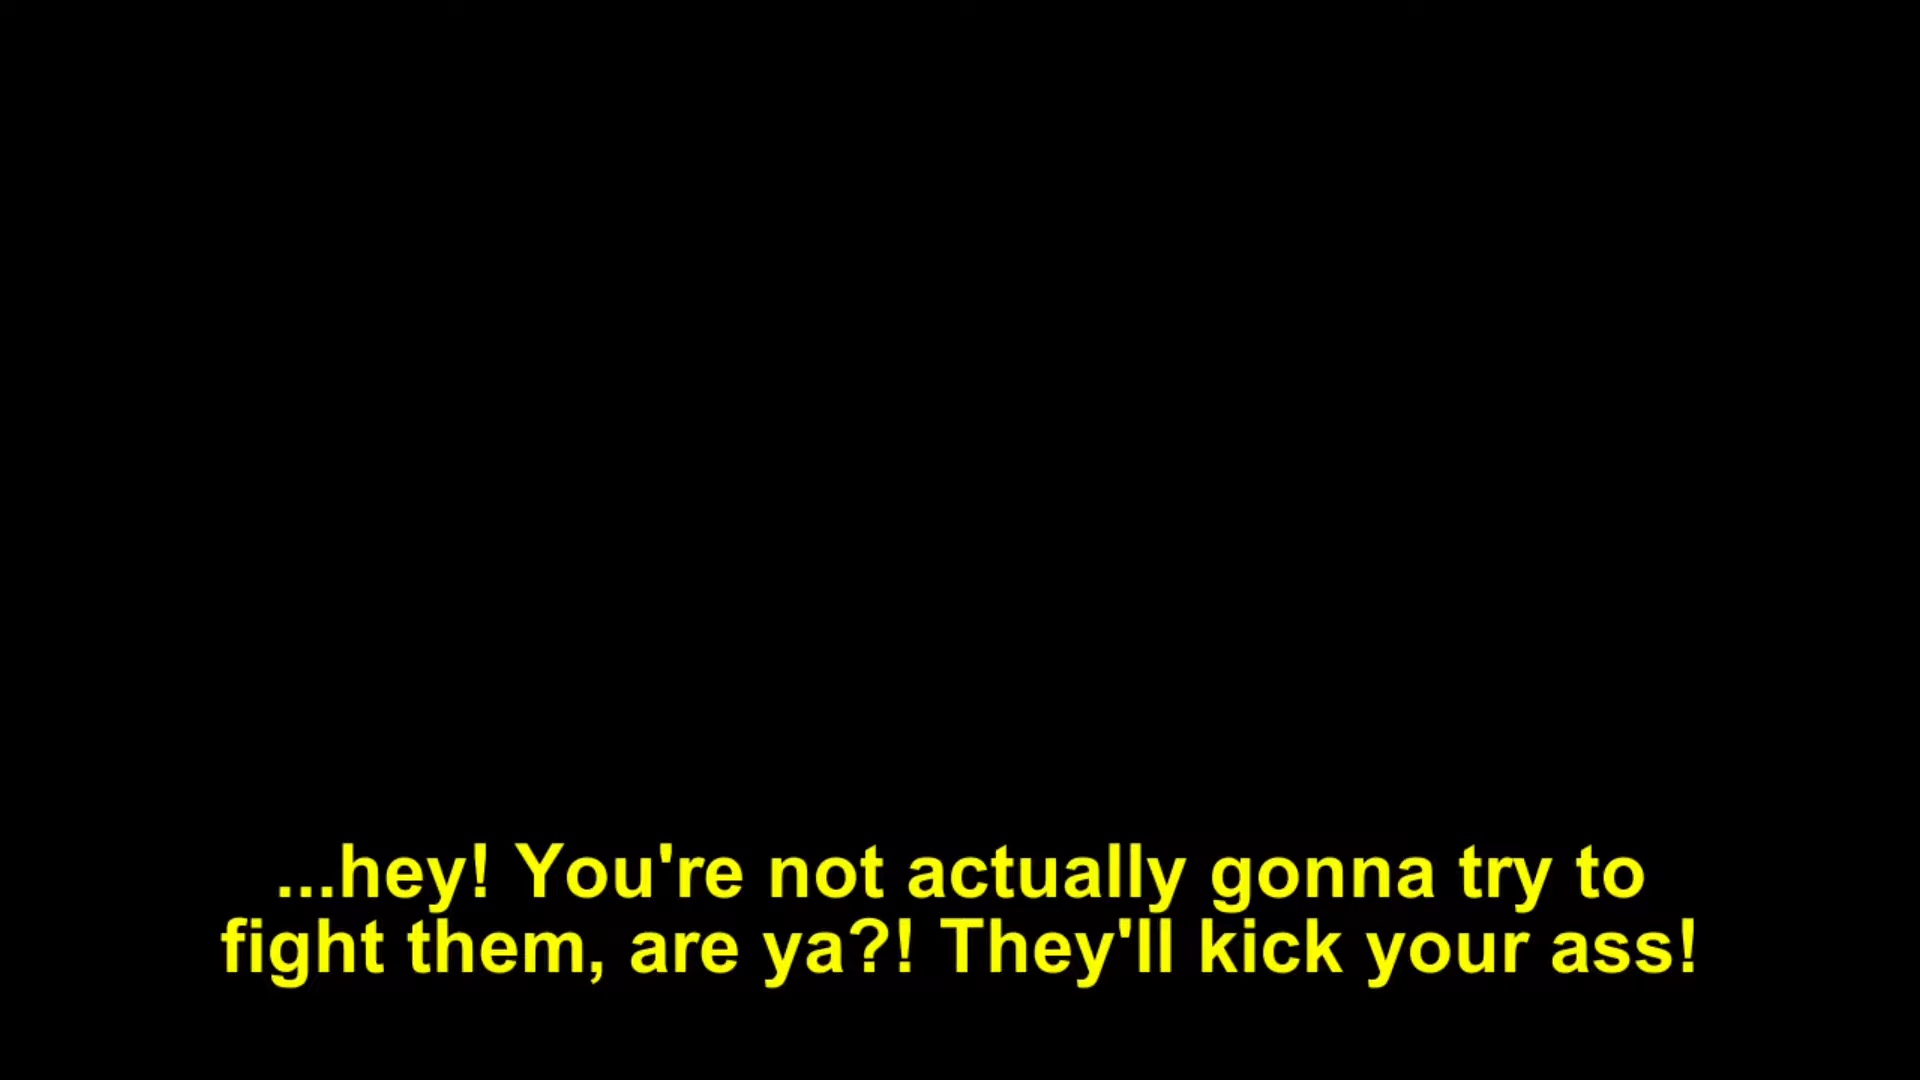 ...hey! You're not actually gonna try to
fight them, are ya?! They'll kick your ass!